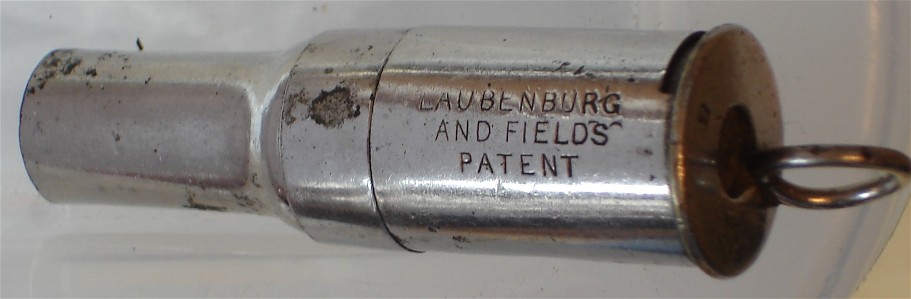 LAUBENBURG
AND FIELDS
PATENT